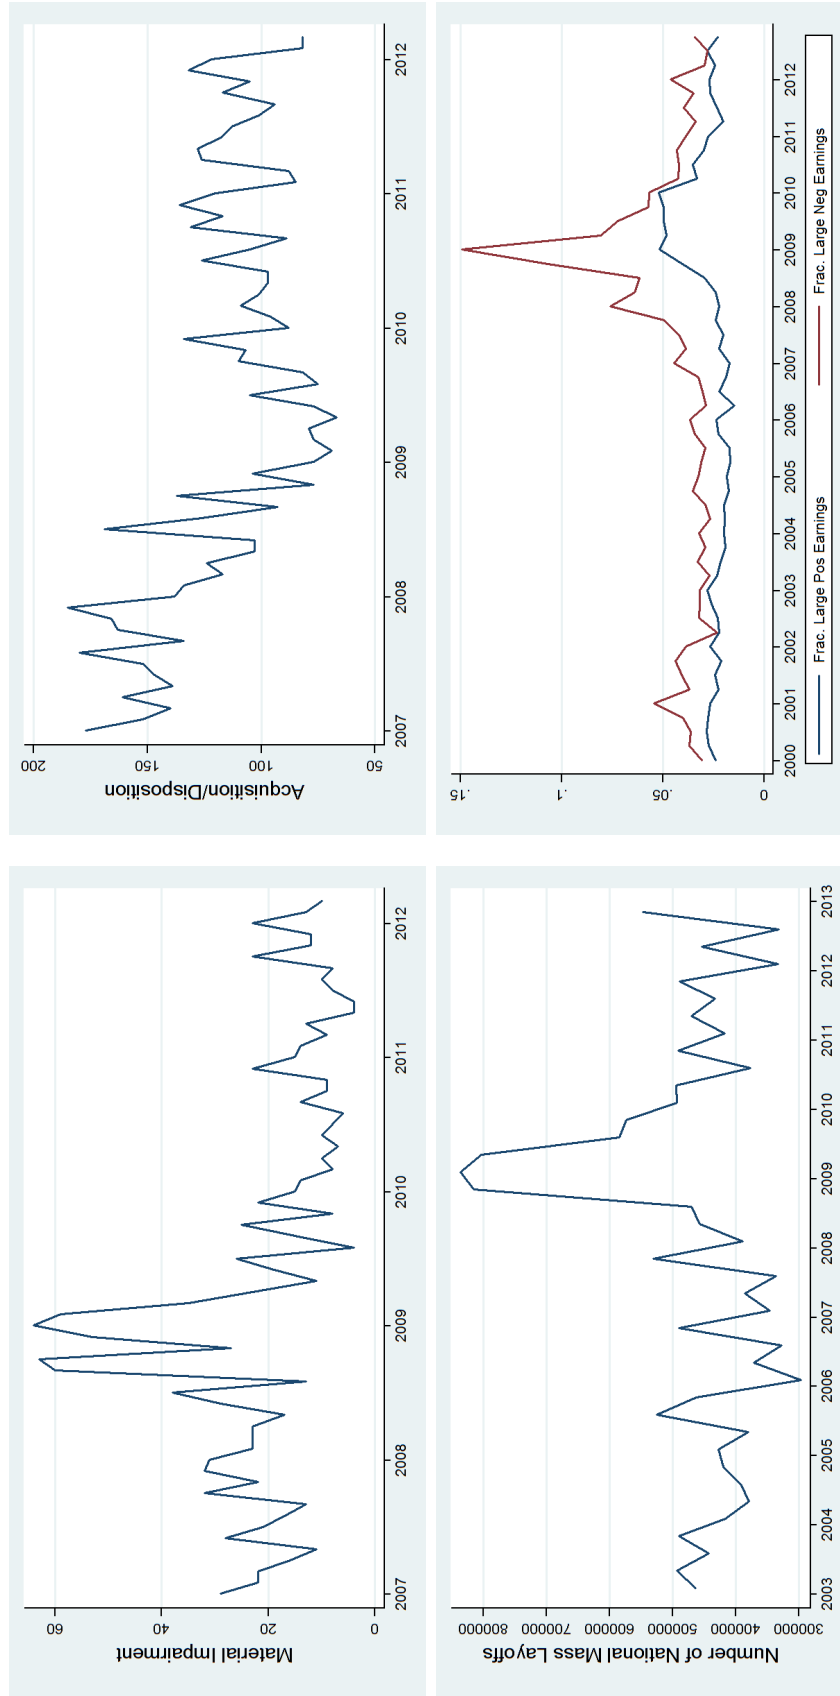 Material Impairment
60
40
20
0
2007 2008 2009 2010 2011 2012
Acquisition/Disposition
200
150
100
50
2007 2008 2009 2010 2011 2012
Number of National Mass Layoffs
800000
700000
600000
500000
400000
300000
2003 2004 2005 2006 2007 2008 2009 2010 2011 2012 2013
.15
.1
.05
0
2000 2001 2002 2003 2004 2005 2006 2007 2008 2009 2010 2011 2012
Frac. Large Pos Earnings Frac. Large Neg Earnings